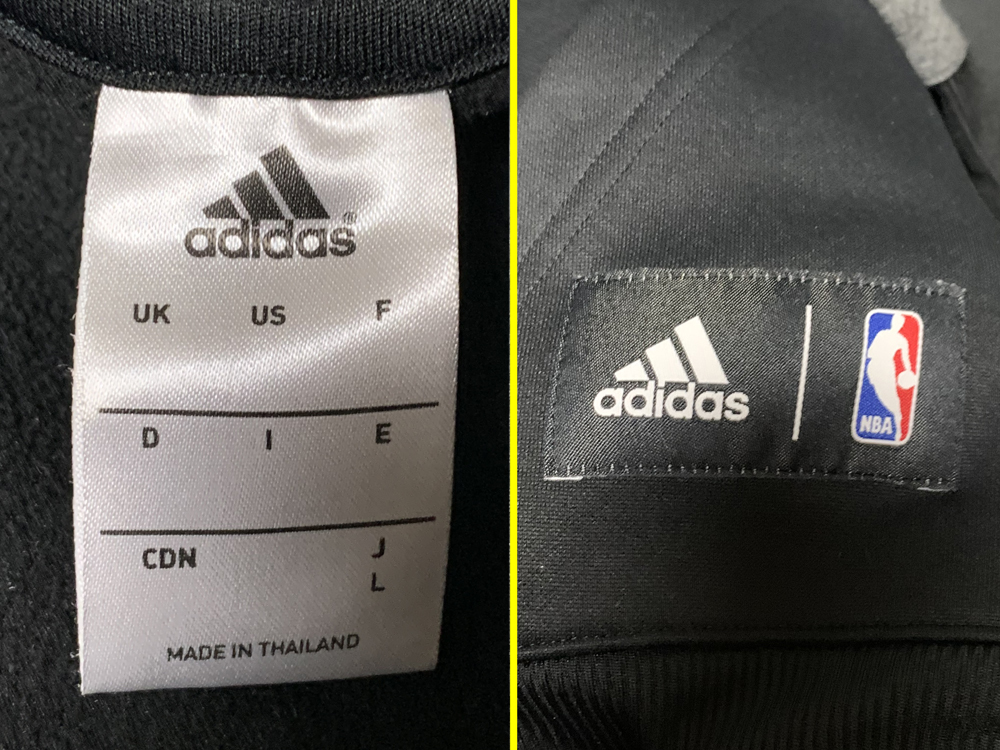 adidas®
UK US F
D I E
CDN J
L
MADE IN THAILAND
adidas
NBA